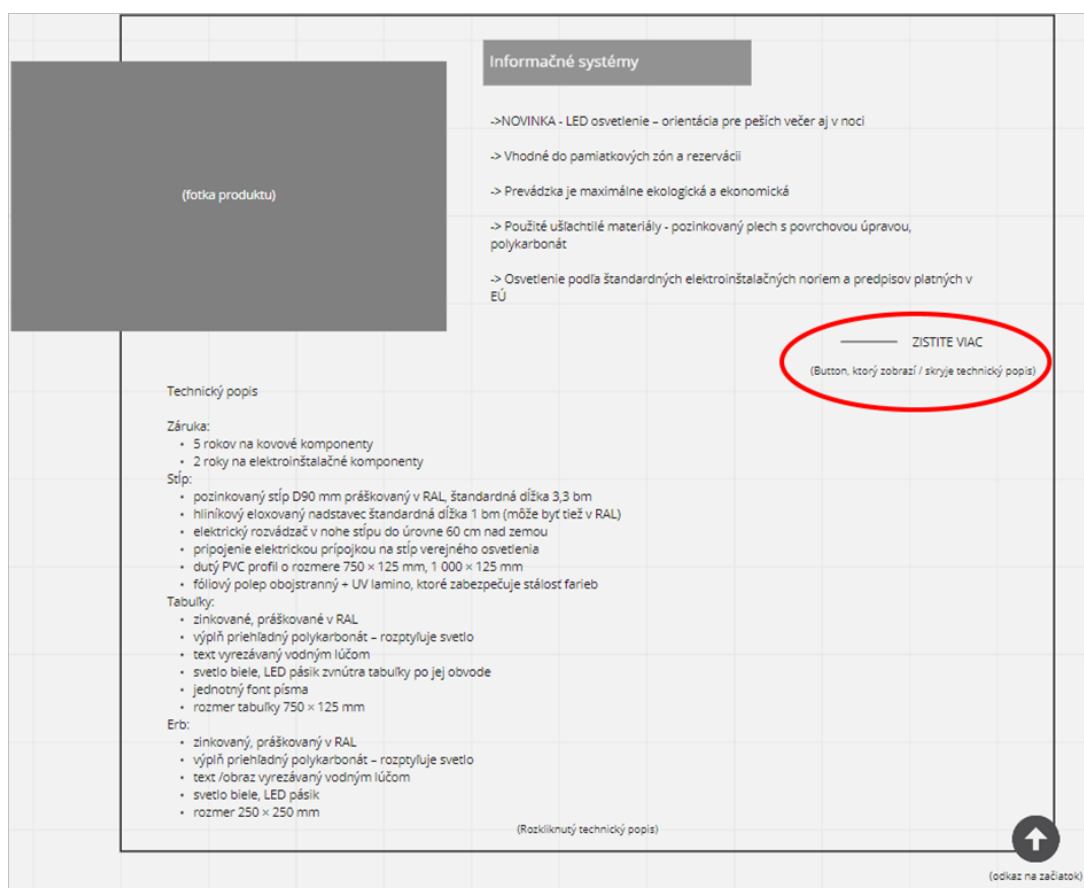 Informačné systémy
->NOVINKA - LED osvetlenie – orientácia pre peších večer aj v noci
-> Vhodné do pamiatkových zón a rezervácii
-> Prevádzka je maximálne ekologická a ekonomická
-> Použité ušľachtilé materiály - pozinkovaný plech s povrchovou úpravou,
polykarbonát
-> Osvetlenie podľa štandardných elektroinštalačných noriem a predpisov platných v
EÚ
(fotka produktu)
ZISTITE VIAC
(Button, ktorý zobrazí / skryje technický popis)
Technický popis
Záruka:
• 5 rokov na kovové komponenty
• 2 roky na elektroinštalačné komponenty
Stĺp:
• pozinkovaný stĺp D90 mm práškovaný v RAL, štandardná dĺžka 3,3 bm
• hliníkový eloxovaný nadstavec štandardná dĺžka 1 bm (môže byť tiež v RAL)
• elektrický rozvádzač v nohe stĺpu do úrovne 60 cm nad zemou
• pripojenie elektrickou prípojkou na stĺp verejného osvetlenia
• dutý PVC profil o rozmere 750 × 125 mm, 1 000 × 125 mm
• fóliový polep obojstranný + UV lamino, ktoré zabezpečuje stálosť farieb
Tabuľky:
• zinkované, práškované v RAL
• výplň priehľadný polykarbonát – rozptyľuje svetlo
• text vyrezávaný vodným lúčom
• svetlo biele, LED pásik zvnútra tabuľky po jej obvode
• jednotný font písma
• rozmer tabuľky 750 × 125 mm
Erb:
• zinkovaný, práškovaný v RAL
• výplň priehľadný polykarbonát – rozptyľuje svetlo
• text /obraz vyrezávaný vodným lúčom
• svetlo biele, LED pásik
• rozmer 250 × 250 mm
(Rozkliknutý technický popis)
(odkaz na začiatok)